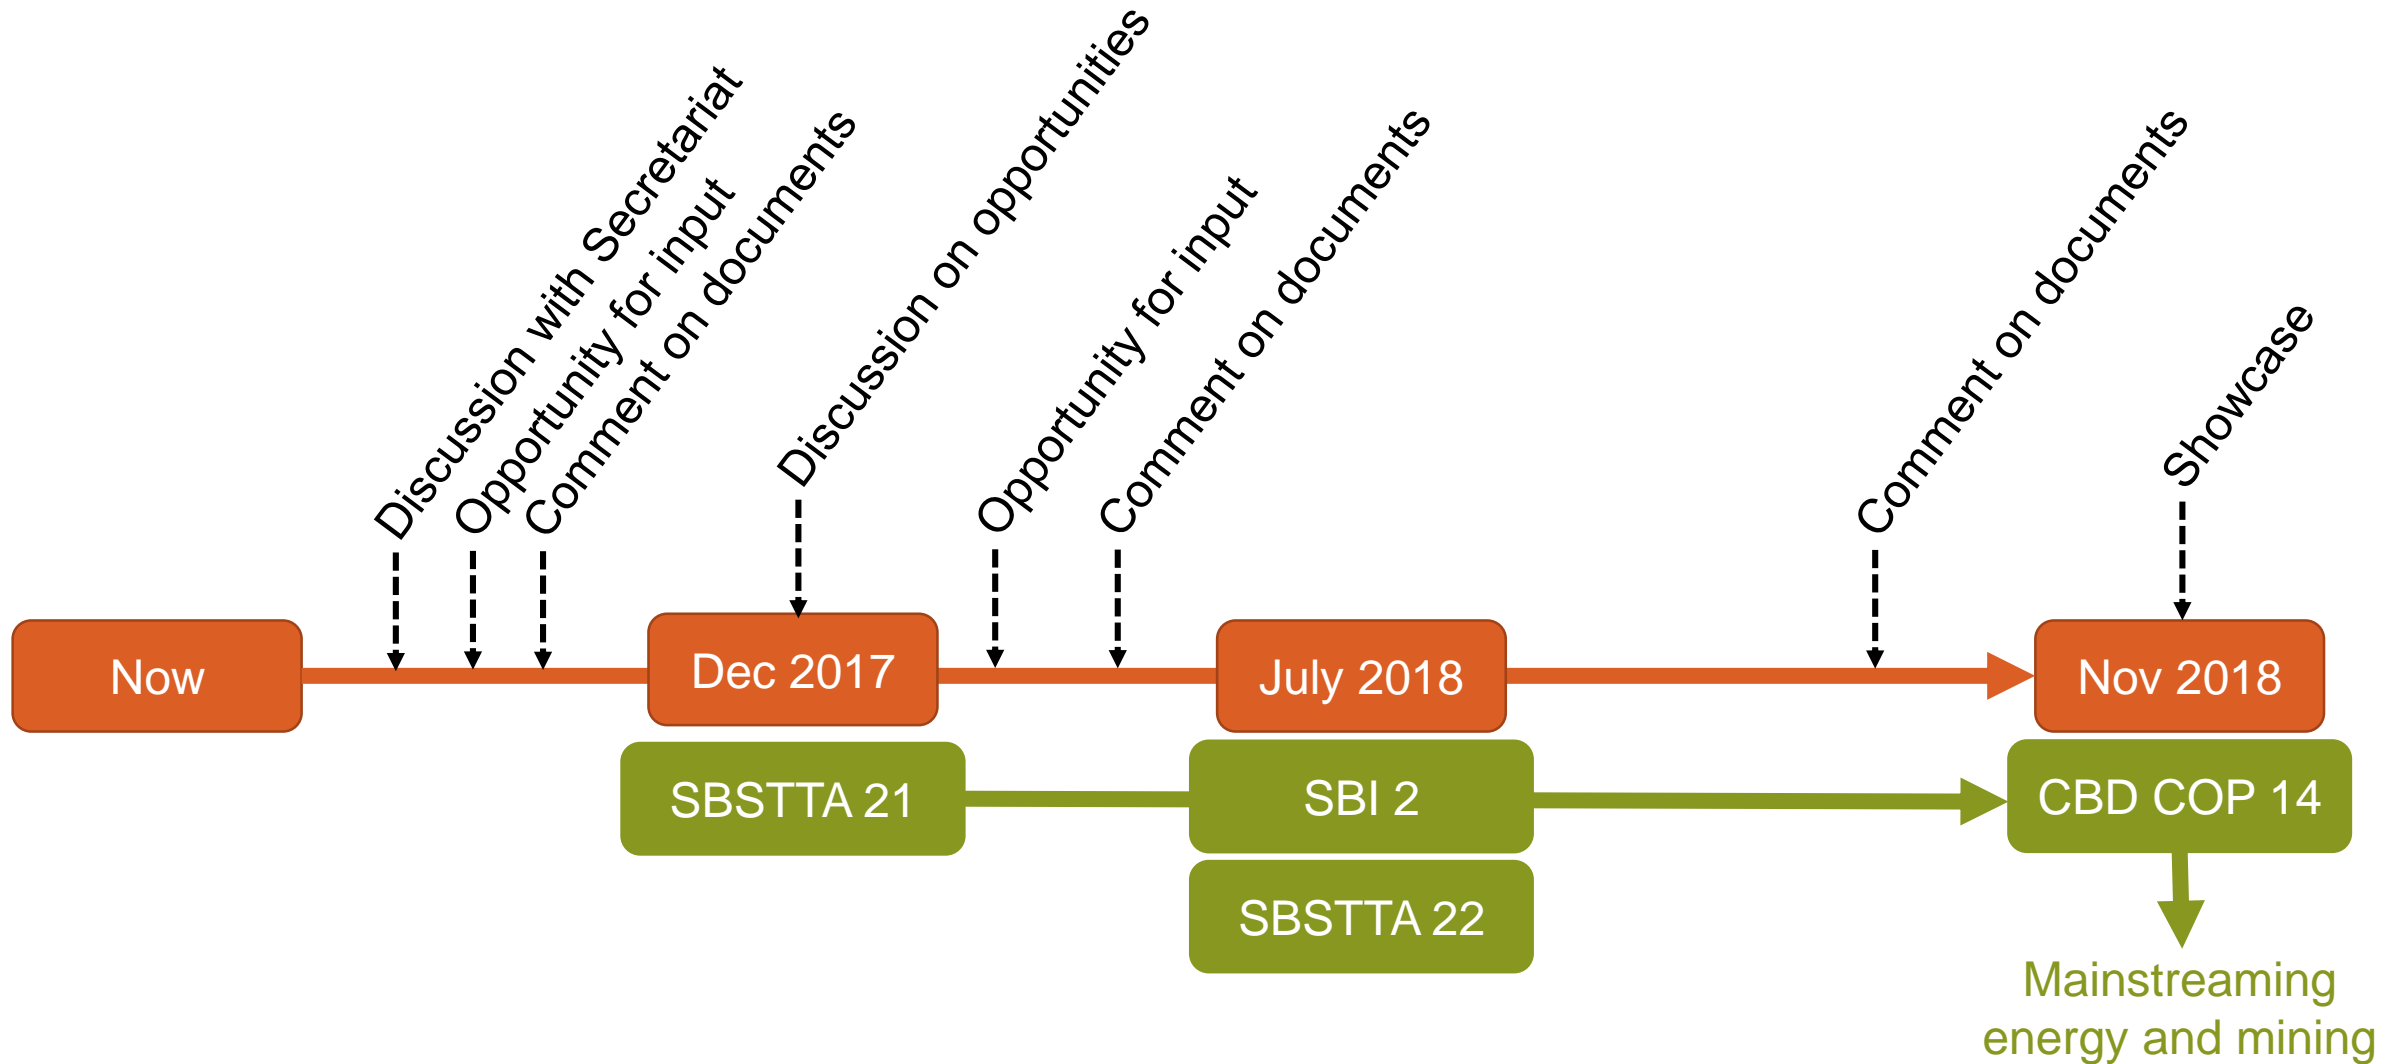 Discussion with Secretariat
Opportunity for input
Comment on documents
Discussion on opportunities
Opportunity for input
Comment on documents
Comment on documents
Showcase
Now
Dec 2017
July 2018
Nov 2018
SBSTTA 21
SBI 2
CBD COP 14
SBSTTA 22
Mainstreaming
energy and mining